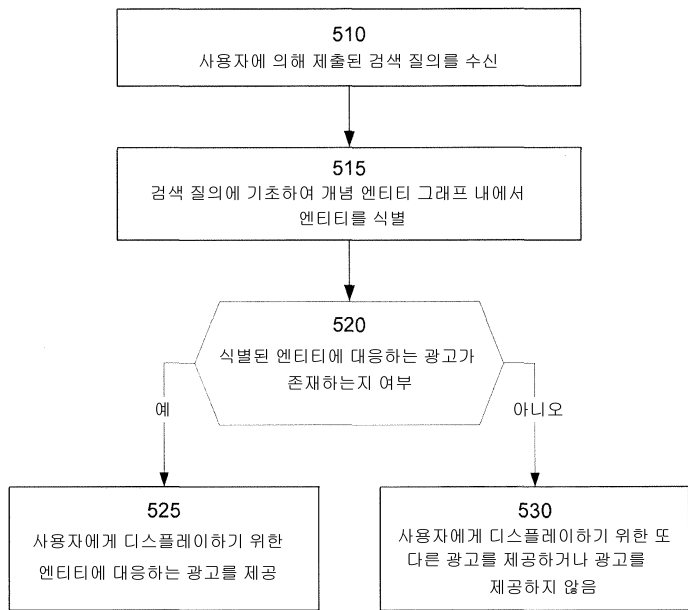 510
사용자에 의해 제출된 검색 질의를 수신
515
검색 질의에 기초하여 개념 엔티티 그래프 내에서
엔티티를 식별
520
식별된 엔티티에 대응하는 광고가
존재하는지 여부
예
아니오
525
사용자에게 디스플레이하기 위한
엔티티에 대응하는 광고를 제공
530
사용자에게 디스플레이하기 위한 또
다른 광고를 제공하거나 광고를
제공하지 않음